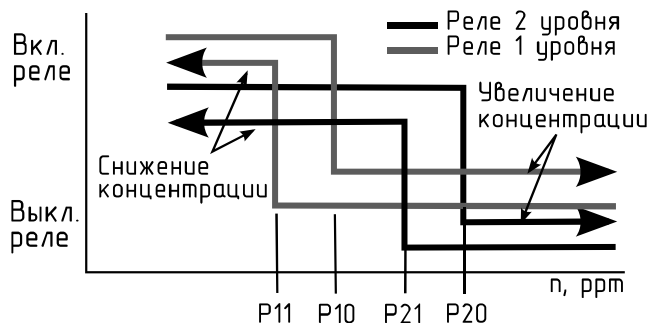 Реле 2 уровня
Реле 1 уровня
Вкл.
реле
Увеличение
концентрации
Снижение
концентрации
Выкл.
реле
n, ppm
P11 P10 P21 P20